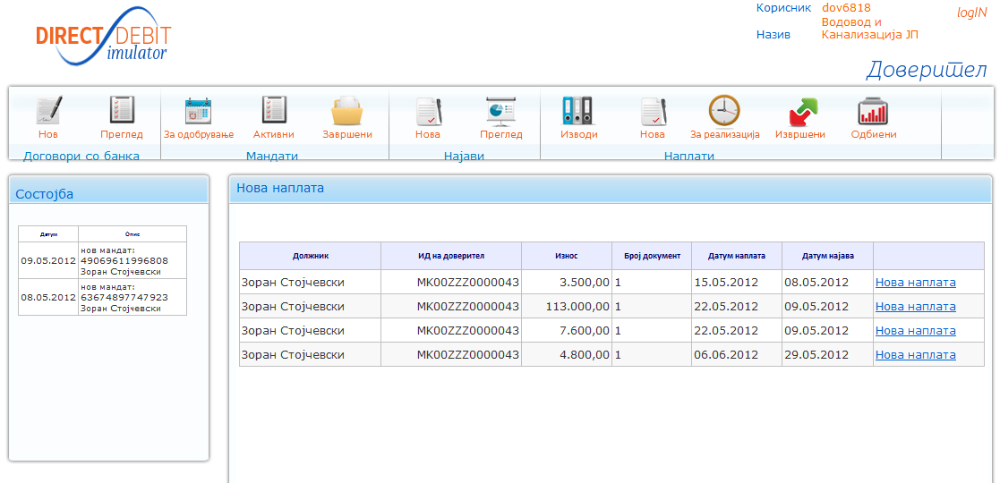 DIRECT DEBIT
imulator
Корисник dov6818
Назив Водовод и
Канализација ЈП
logIN
Доверител
Нов
Преглед
За одобрување
Активни
Завршени
Нова
Преглед
Изводи
Нова
За реализација
Извршени
Одбиени
Договори со банка
Мандати
Најави
Наплати
Состојба
Датум Опис
09.05.2012 нов мандат:
49069611996808
Зоран Стојчевски
08.05.2012 нов мандат:
63674897747923
Зоран Стојчевски
Нова наплата
Должник ИД на доверител Износ Број документ Датум наплата Датум најава
Зоран Стојчевски MK00ZZZ0000043 3.500,00 1 15.05.2012 08.05.2012 Нова наплата
Зоран Стојчевски MK00ZZZ0000043 113.000,00 1 22.05.2012 09.05.2012 Нова наплата
Зоран Стојчевски MK00ZZZ0000043 7.600,00 1 22.05.2012 09.05.2012 Нова наплата
Зоран Стојчевски MK00ZZZ0000043 4.800,00 1 06.06.2012 29.05.2012 Нова наплата